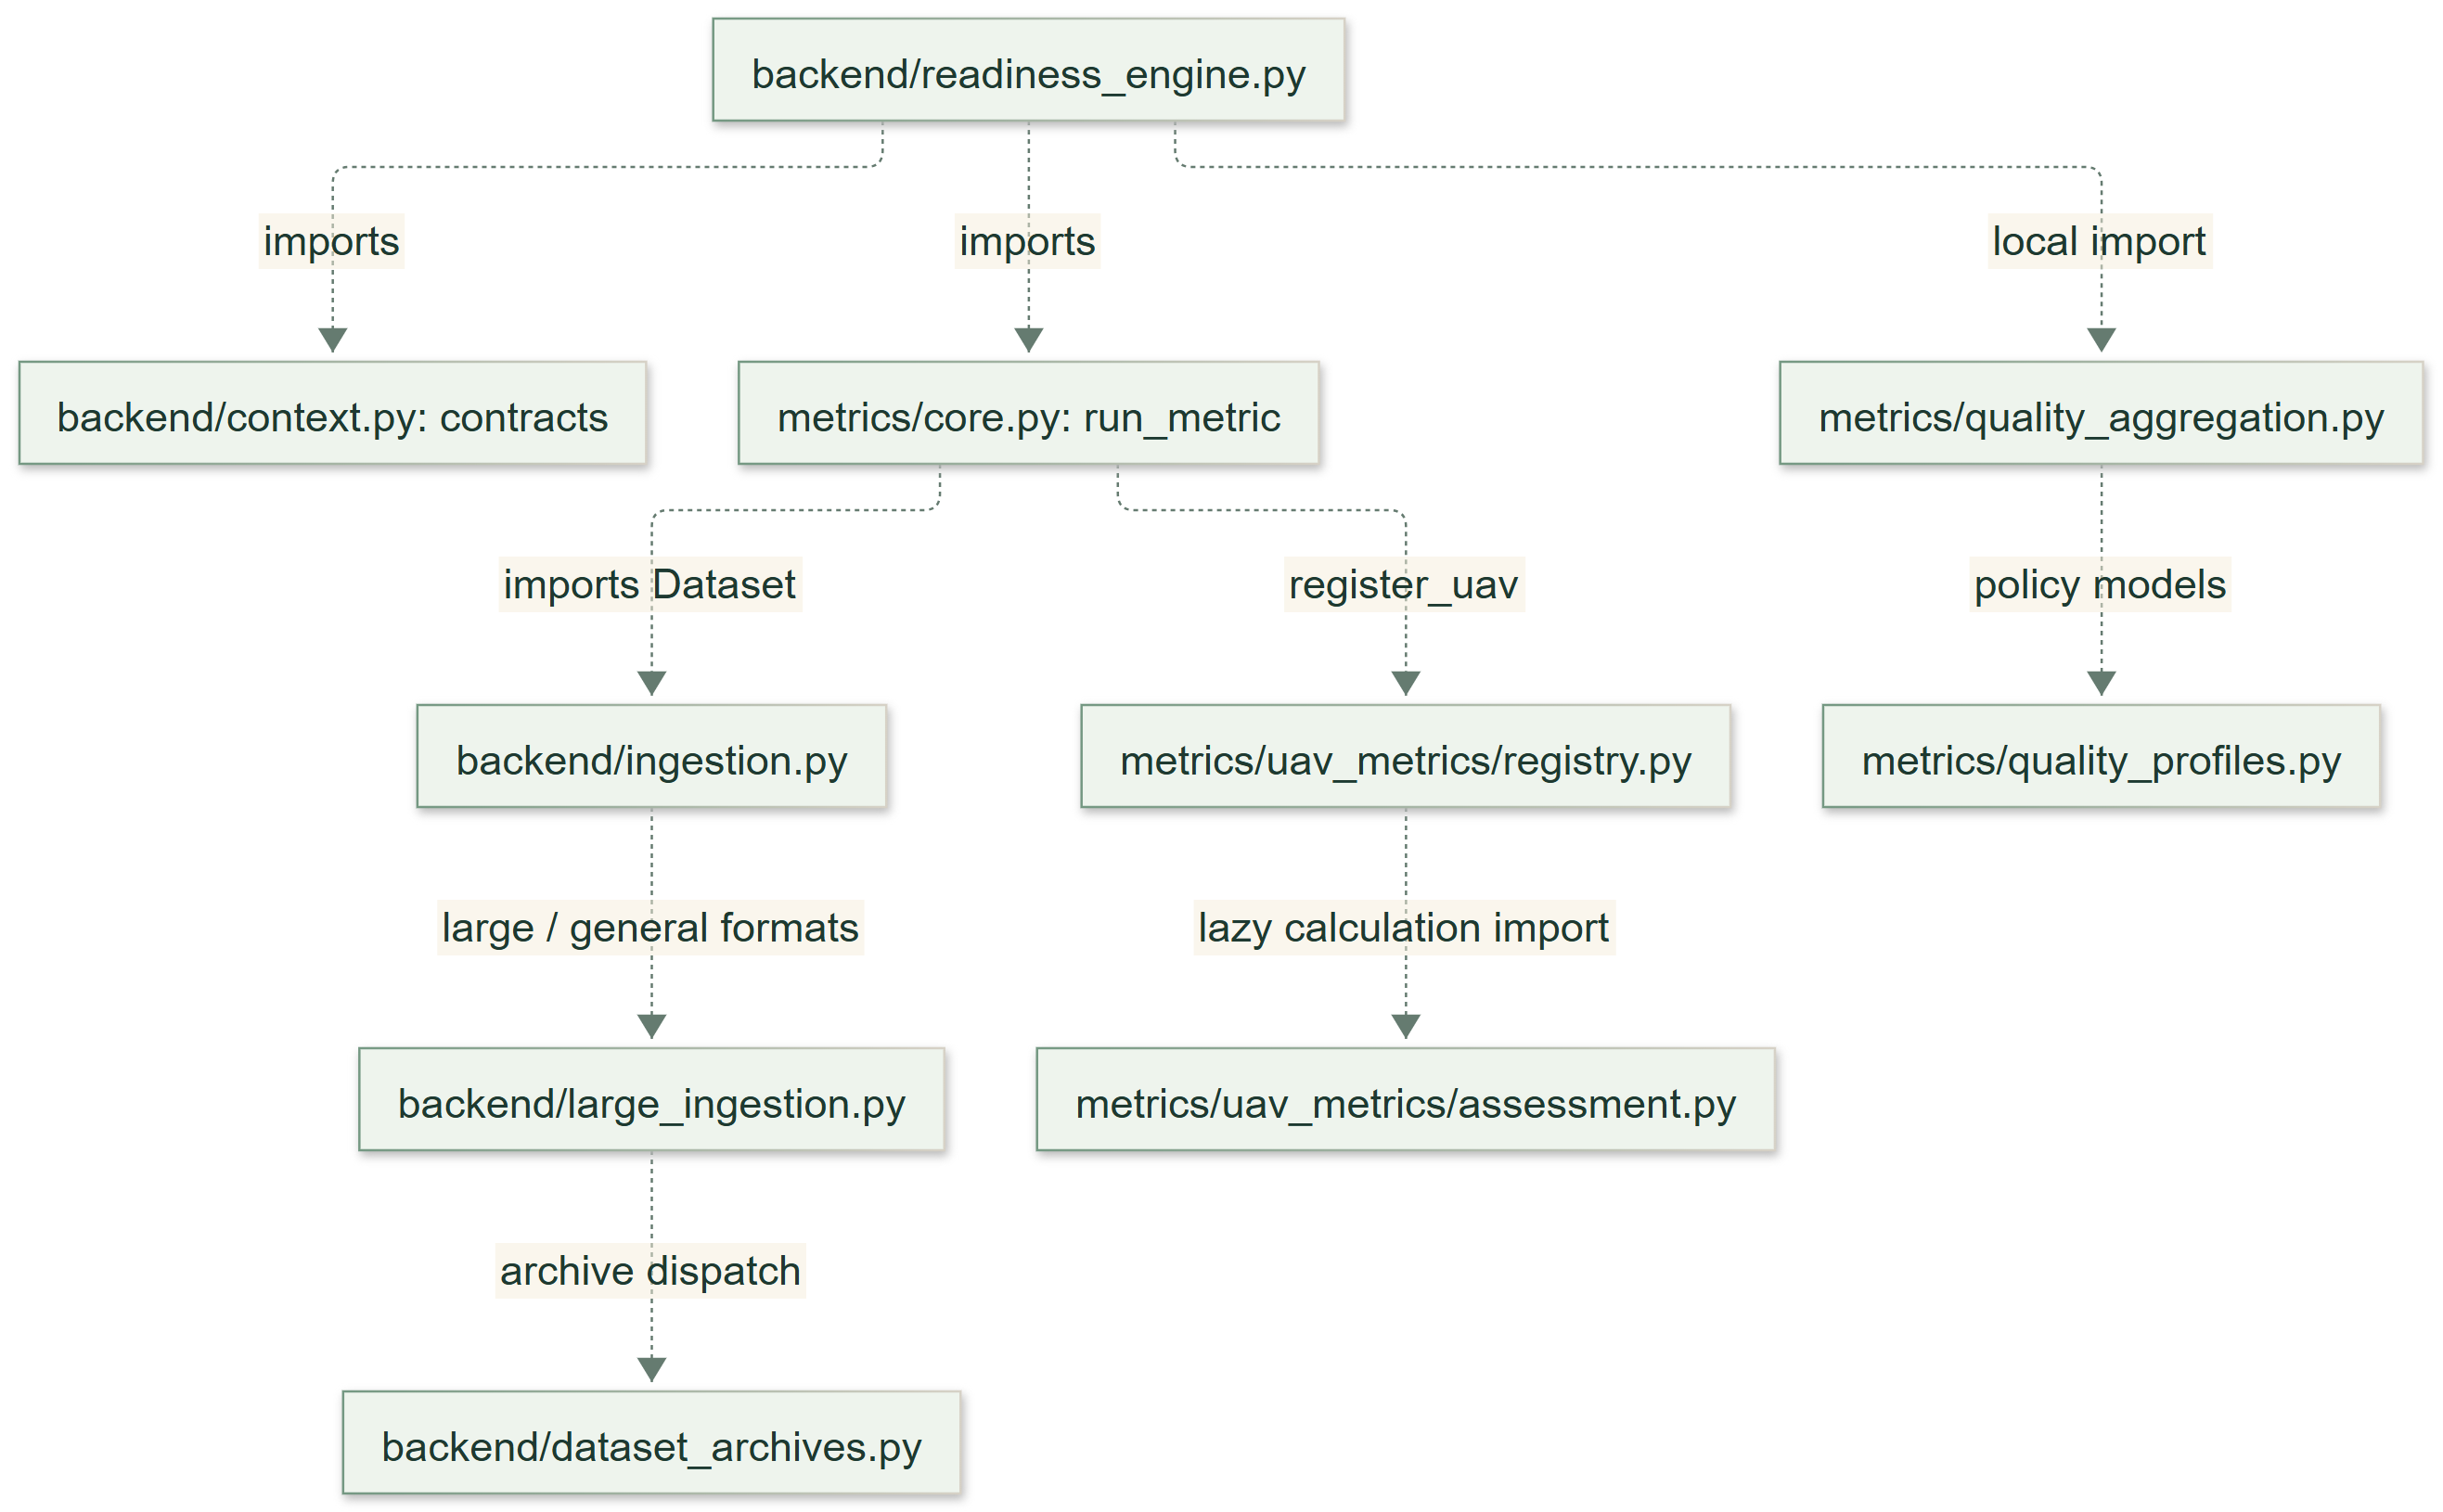 backend/readiness_engine.py
imports
imports
local import
backend/context.py: contracts
metrics/core.py: run_metric
metrics/quality_aggregation.py
imports Dataset
register_uav
policy models
backend/ingestion.py
metrics/uav_metrics/registry.py
metrics/quality_profiles.py
large / general formats
lazy calculation import
backend/large_ingestion.py
metrics/uav_metrics/assessment.py
archive dispatch
backend/dataset_archives.py